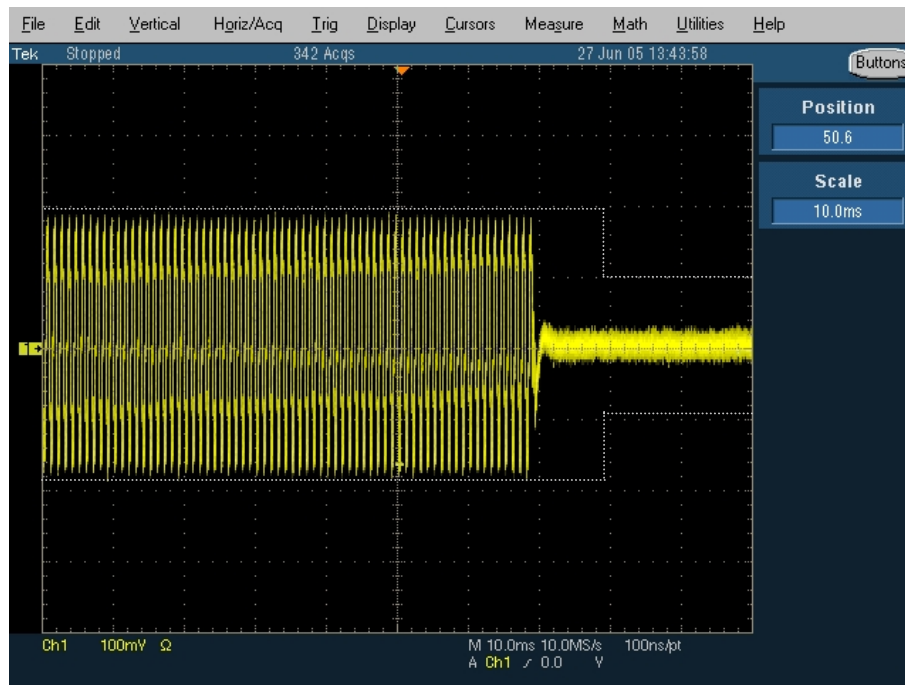 File Edit Vertical Horiz/Acq Trig Display Cursors Measure Math Utilities Help
Tek Stopped 342 Acqs 27 Jun 05 13:43:58
Buttons
Position
50.6
Scale
10.0ms
1
Ch1 100mV Ω M 10.0ms 10.0MS/s 100ns/pt
A Ch1 ∕ 0.0 V